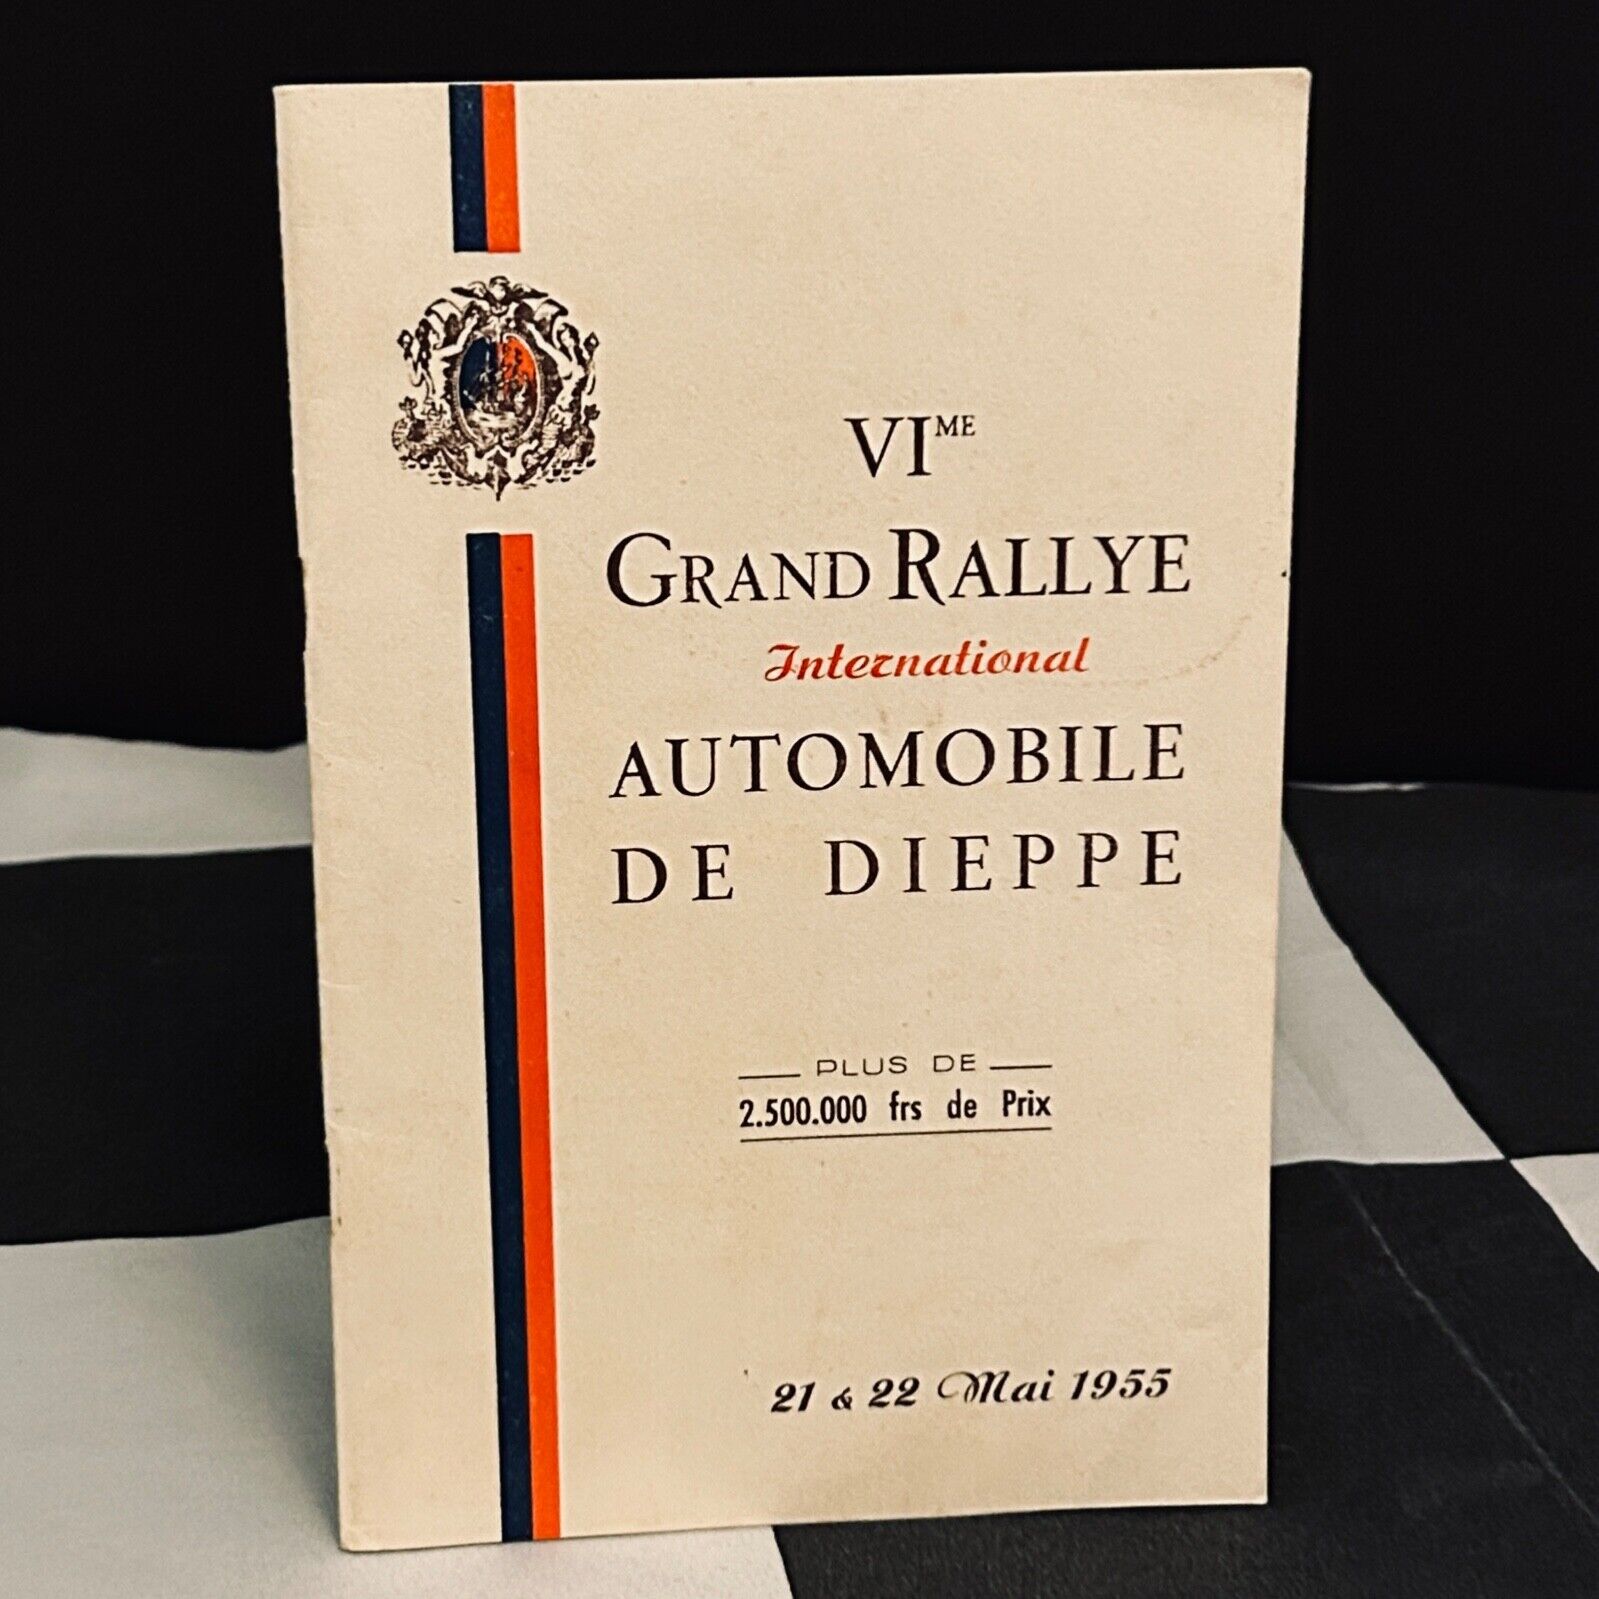 VIME
GRAND RALLYE
International
AUTOMOBILE
DE DIEPPE
PLUS DE
2.500.000 frs de Prix
21 & 22 Mai 1955